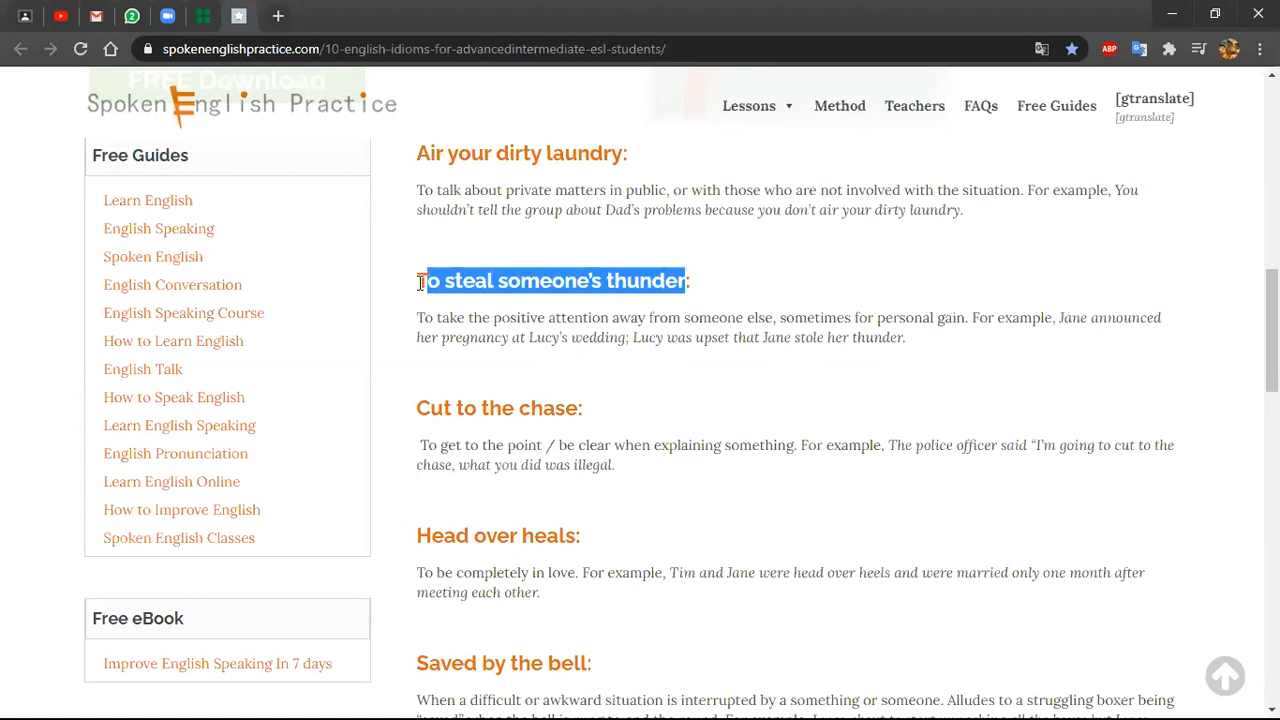 spokenenglishpractice.com/10-english-idioms-for-advancedintermediate-esl-students/
ABP
FREE Download
Spoken English Practice
Lessons
Method
Teachers
FAQs
Free Guides
[gtranslate]
[gtranslate]
Free Guides
Learn English
English Speaking
Spoken English
English Conversation
English Speaking Course
How to Learn English
English Talk
How to Speak English
Learn English Speaking
English Pronunciation
Learn English Online
How to Improve English
Spoken English Classes
Free eBook
Improve English Speaking In 7 days
Air your dirty laundry:
To talk about private matters in public, or with those who are not involved with the situation. For example, You
shouldn’t tell the group about Dad’s problems because you don’t air your dirty laundry.
To steal someone’s thunder:
To take the positive attention away from someone else, sometimes for personal gain. For example, Jane announced
her pregnancy at Lucy’s wedding; Lucy was upset that Jane stole her thunder.
Cut to the chase:
To get to the point / be clear when explaining something. For example, The police officer said “I’m going to cut to the
chase, what you did was illegal.
Head over heals:
To be completely in love. For example, Tim and Jane were head over heels and were married only one month after
meeting each other.
Saved by the bell:
When a difficult or awkward situation is interrupted by a something or someone. Alludes to a struggling boxer being